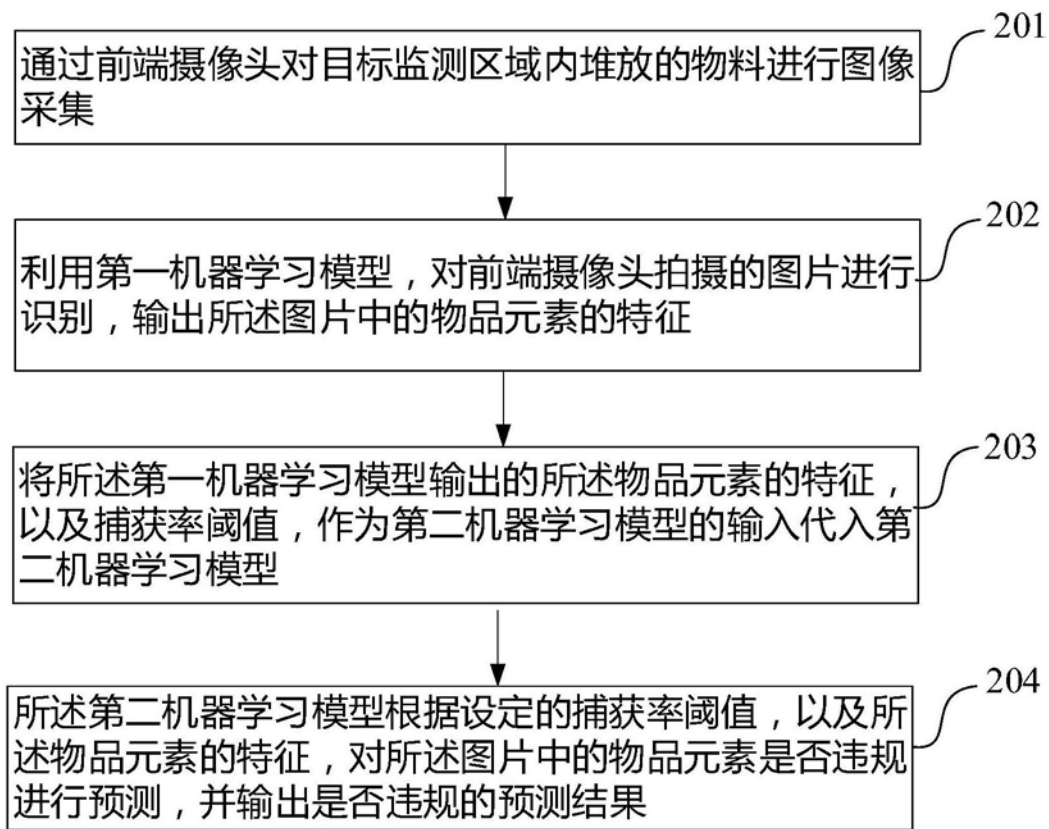 201
通过前端摄像头对目标监测区域内堆放的物料进行图像
采集
202
利用第一机器学习模型，对前端摄像头拍摄的图片进行
识别，输出所述图片中的物品元素的特征
203
将所述第一机器学习模型输出的所述物品元素的特征，
以及捕获率阈值，作为第二机器学习模型的输入代入第
二机器学习模型
204
所述第二机器学习模型根据设定的捕获率阈值，以及所
述物品元素的特征，对所述图片中的物品元素是否违规
进行预测，并输出是否违规的预测结果